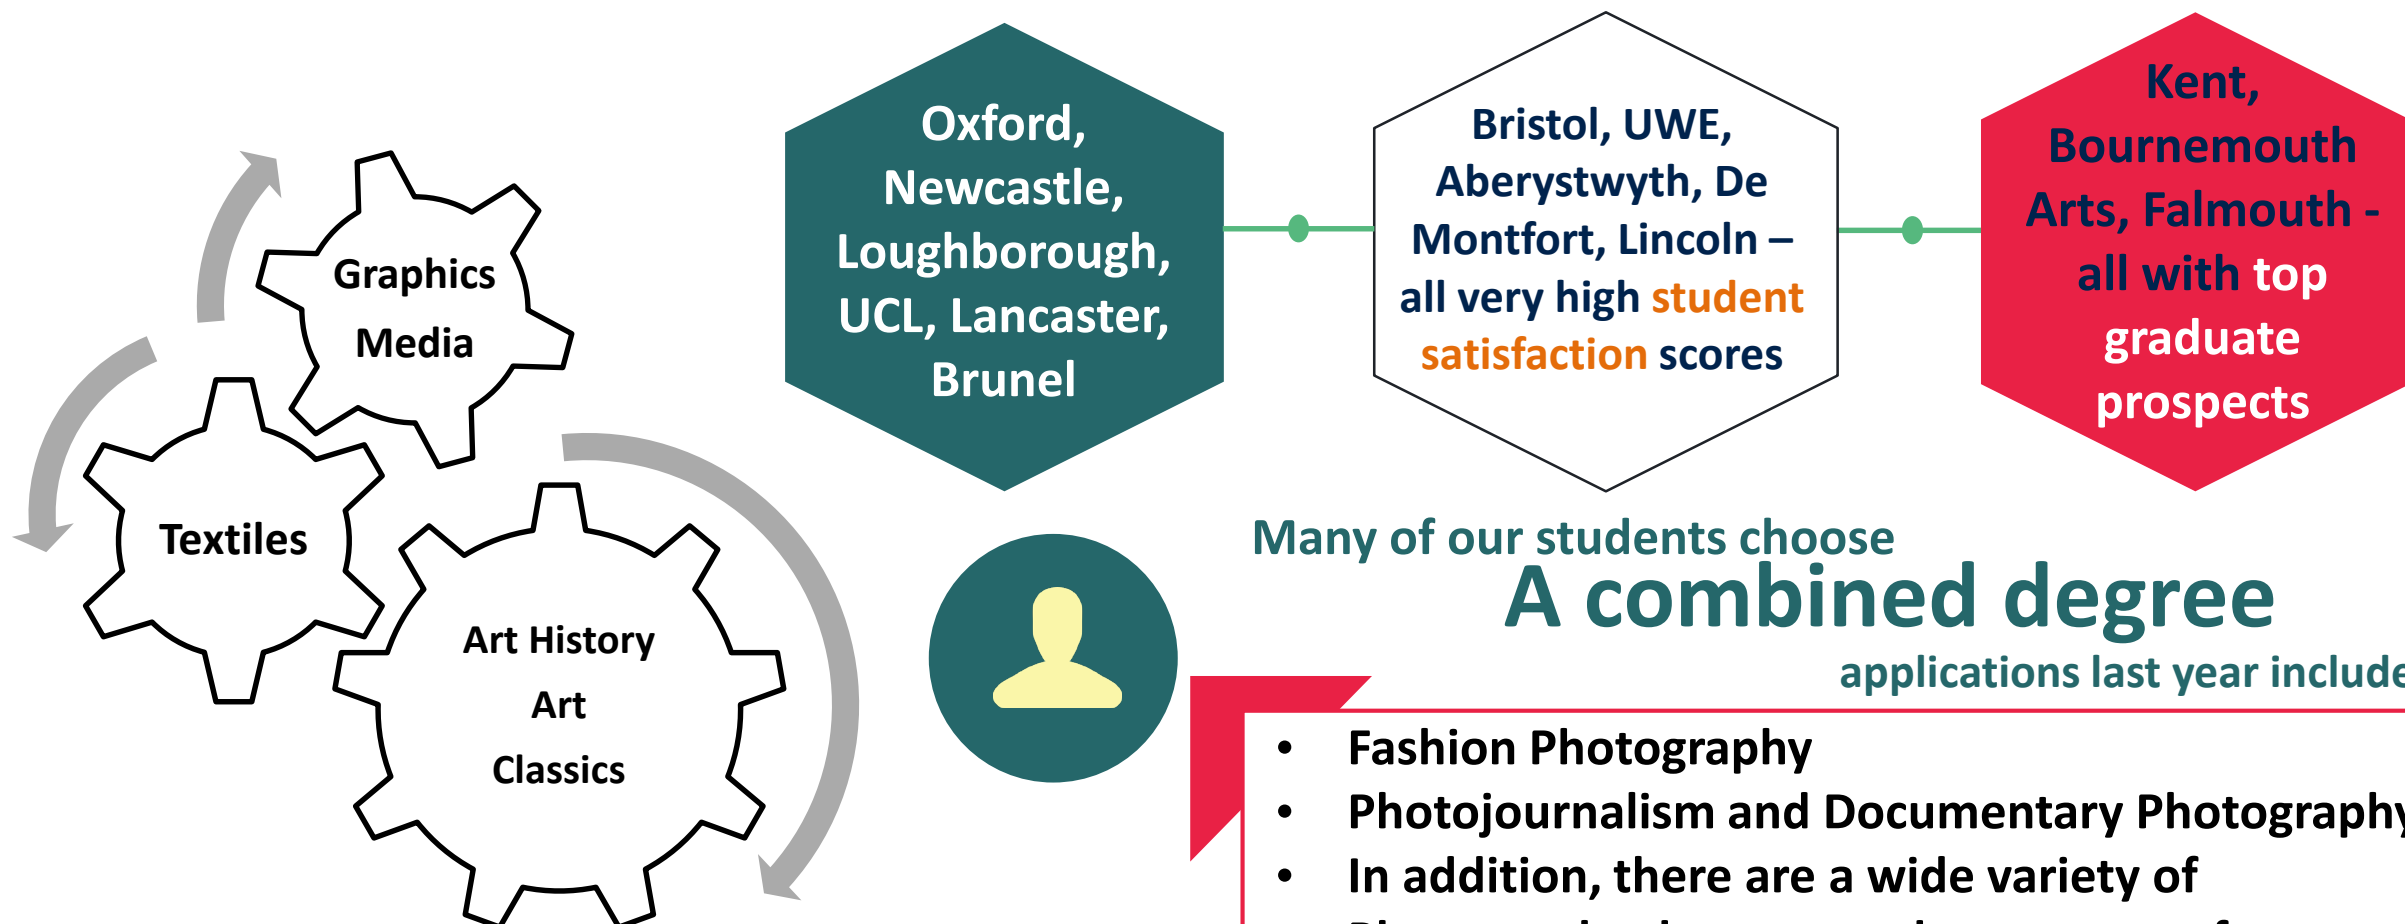 Graphics
Media
Textiles
Art History
Art
Classics
Oxford,
Newcastle,
Loughborough,
UCL, Lancaster,
Brunel
Bristol, UWE,
Aberystwyth, De
Montfort, Lincoln –
all very high student
satisfaction scores
Kent,
Bournemouth
Arts, Falmouth -
all with top
graduate
prospects
Many of our students choose
A combined degree
applications last year include
• Fashion Photography
• Photojournalism and Documentary Photography
• In addition, there are a wide variety of